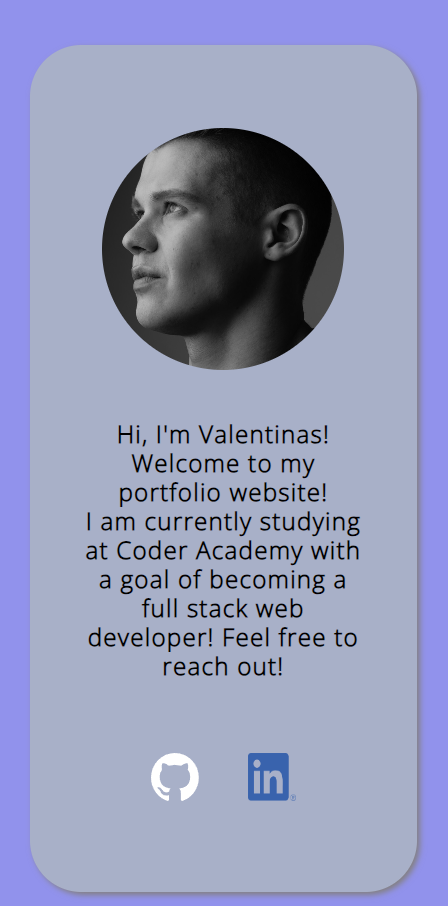 Hi, I'm Valentinas!
Welcome to my
portfolio website!
I am currently studying
at Coder Academy with
a goal of becoming a
full stack web
developer! Feel free to
reach out!
in®